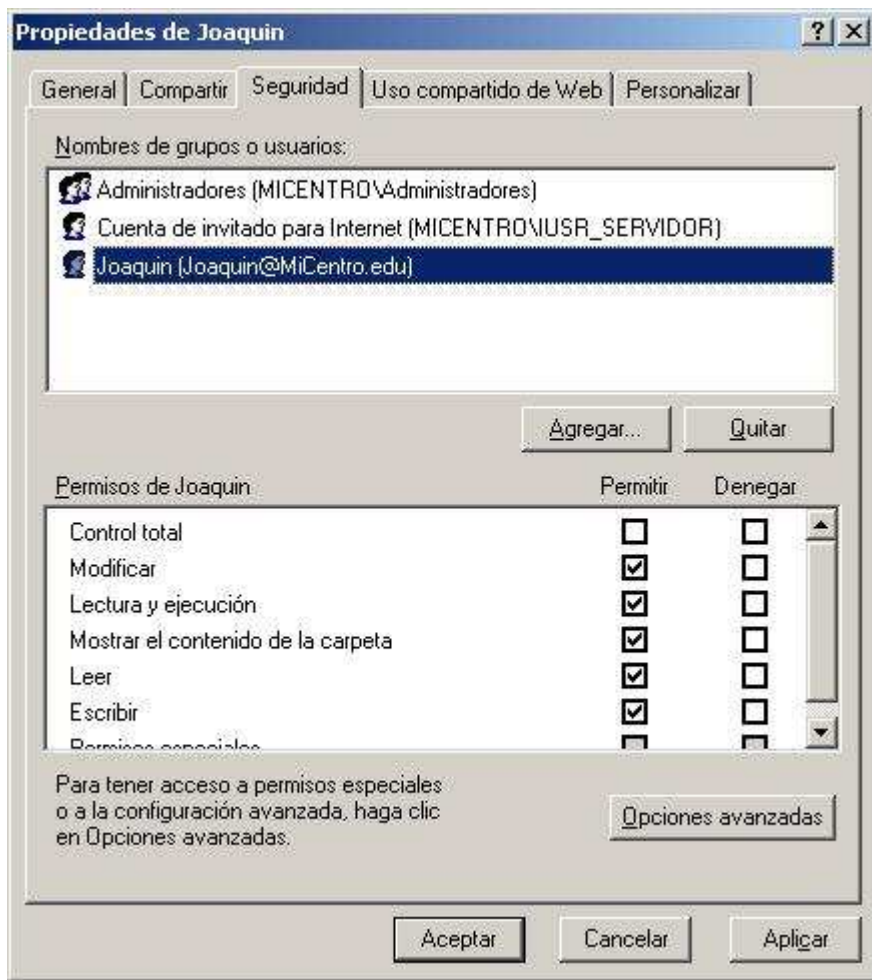 Propiedades de Joaquin
General Compartir Seguridad Uso compartido de Web Personalizar
Nombres de grupos o usuarios:
Administradores (MICENTRO\Administradores)
Cuenta de invitado para Internet (MICENTRO\IUSR_SERVIDOR)
Joaquin (Joaquin@MiCentro.edu)
Agregar... Quitar
Permisos de Joaquin Permitir Denegar
Control total
Modificar
Lectura y ejecución
Mostrar el contenido de la carpeta
Leer
Escribir
Permisos especiales
Para tener acceso a permisos especiales
o a la configuración avanzada, haga clic
en Opciones avanzadas.
Opciones avanzadas
Aceptar Cancelar Aplicar